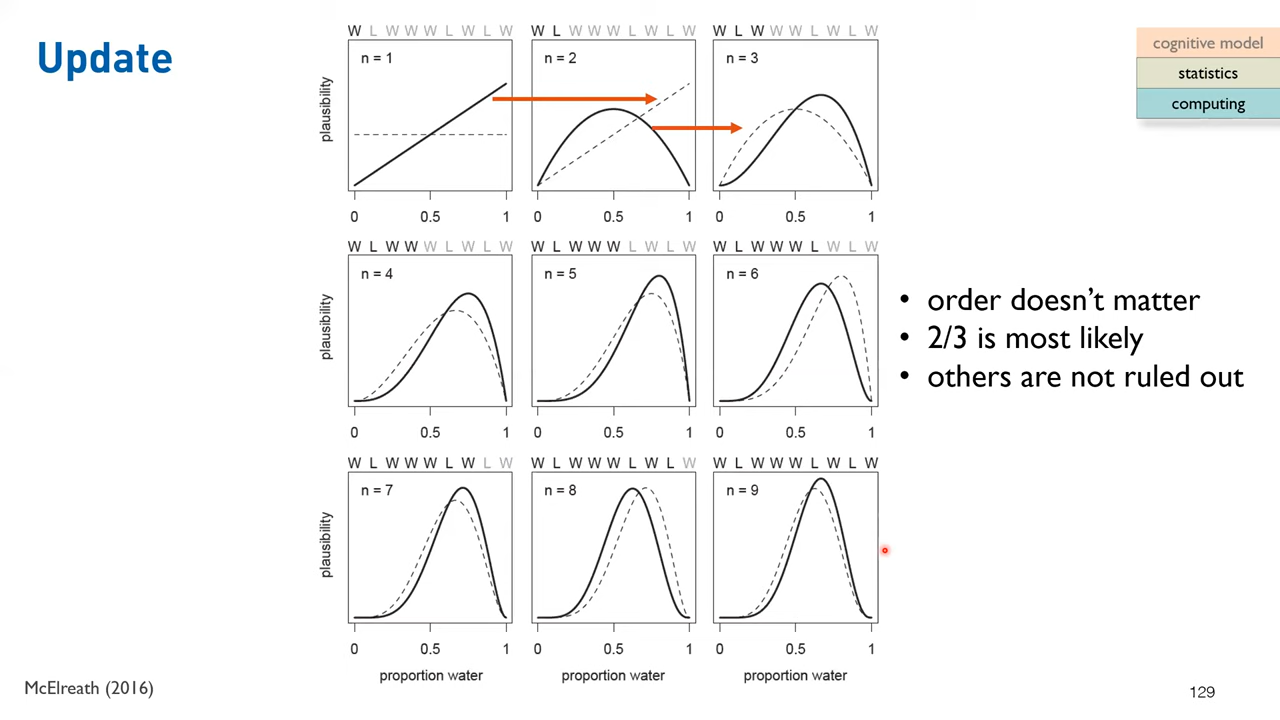 Update
cognitive model
statistics
computing
W L W W W L W L W
W L W W W L W L W
W L W W W L W L W
n = 1
n = 2
n = 3
plausibility
0 0.5 1
0 0.5 1
0 0.5 1
W L W W W L W L W
W L W W W L W L W
W L W W W L W L W
n = 4
n = 5
n = 6
plausibility
0 0.5 1
0 0.5 1
0 0.5 1
• order doesn’t matter
• 2/3 is most likely
• others are not ruled out
W L W W W L W L W
W L W W W L W L W
W L W W W L W L W
n = 7
n = 8
n = 9
plausibility
0 0.5 1
0 0.5 1
0 0.5 1
proportion water
proportion water
proportion water
McElreath (2016)
129